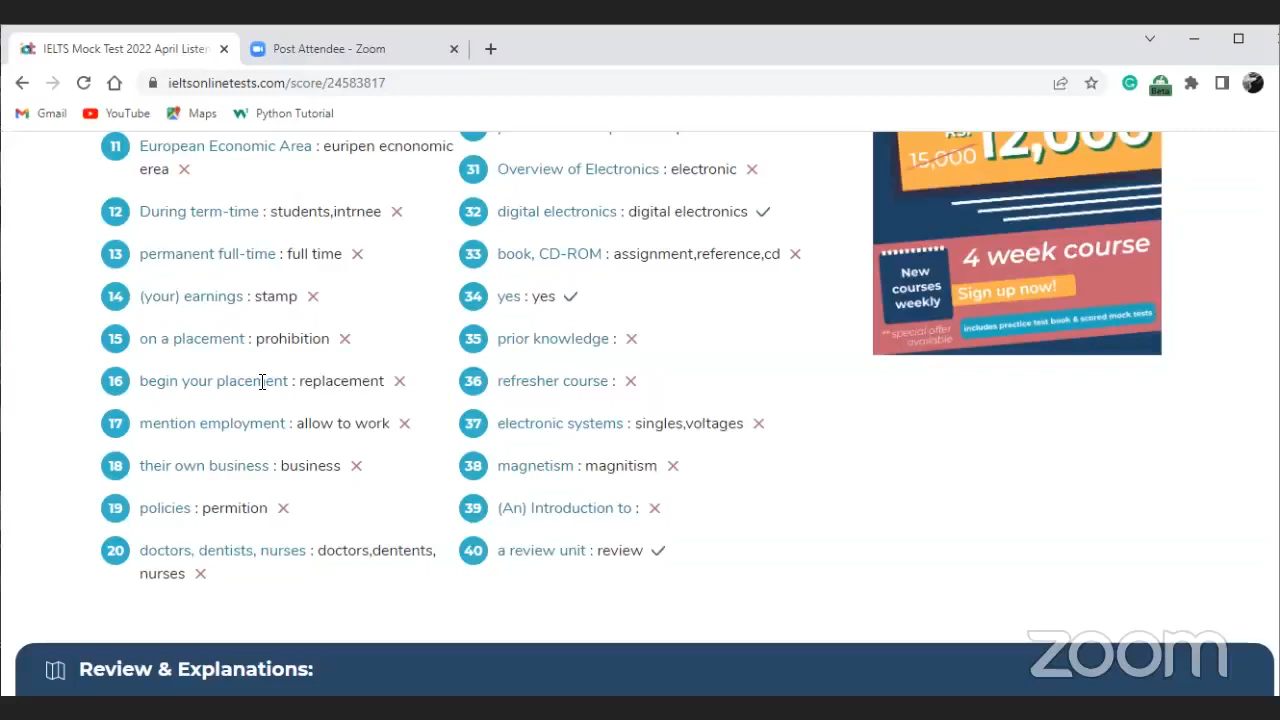 IELTS Mock Test 2022 April Listen
Post Attendee - Zoom
ieltsonlinetests.com/score/24583817
Beta
Gmail
YouTube
Maps
Python Tutorial
11 European Economic Area : euripen ecnonomic
erea
12 During term-time : students,intrnee
13 permanent full-time : full time
14 (your) earnings : stamp
15 on a placement : prohibition
16 begin your placement : replacement
17 mention employment : allow to work
18 their own business : business
19 policies : permition
20 doctors, dentists, nurses : doctors,dentents,
nurses
31 Overview of Electronics : electronic
32 digital electronics : digital electronics
33 book, CD-ROM : assignment,reference,cd
34 yes : yes
35 prior knowledge :
36 refresher course :
37 electronic systems : singles,voltages
38 magnetism : magnitism
39 (An) Introduction to :
40 a review unit : review
RS.
15,000
12,000
4 week course
New
courses
weekly
Sign up now!
**special offer
available
includes practice test book & scored mock tests
Review & Explanations:
zoom